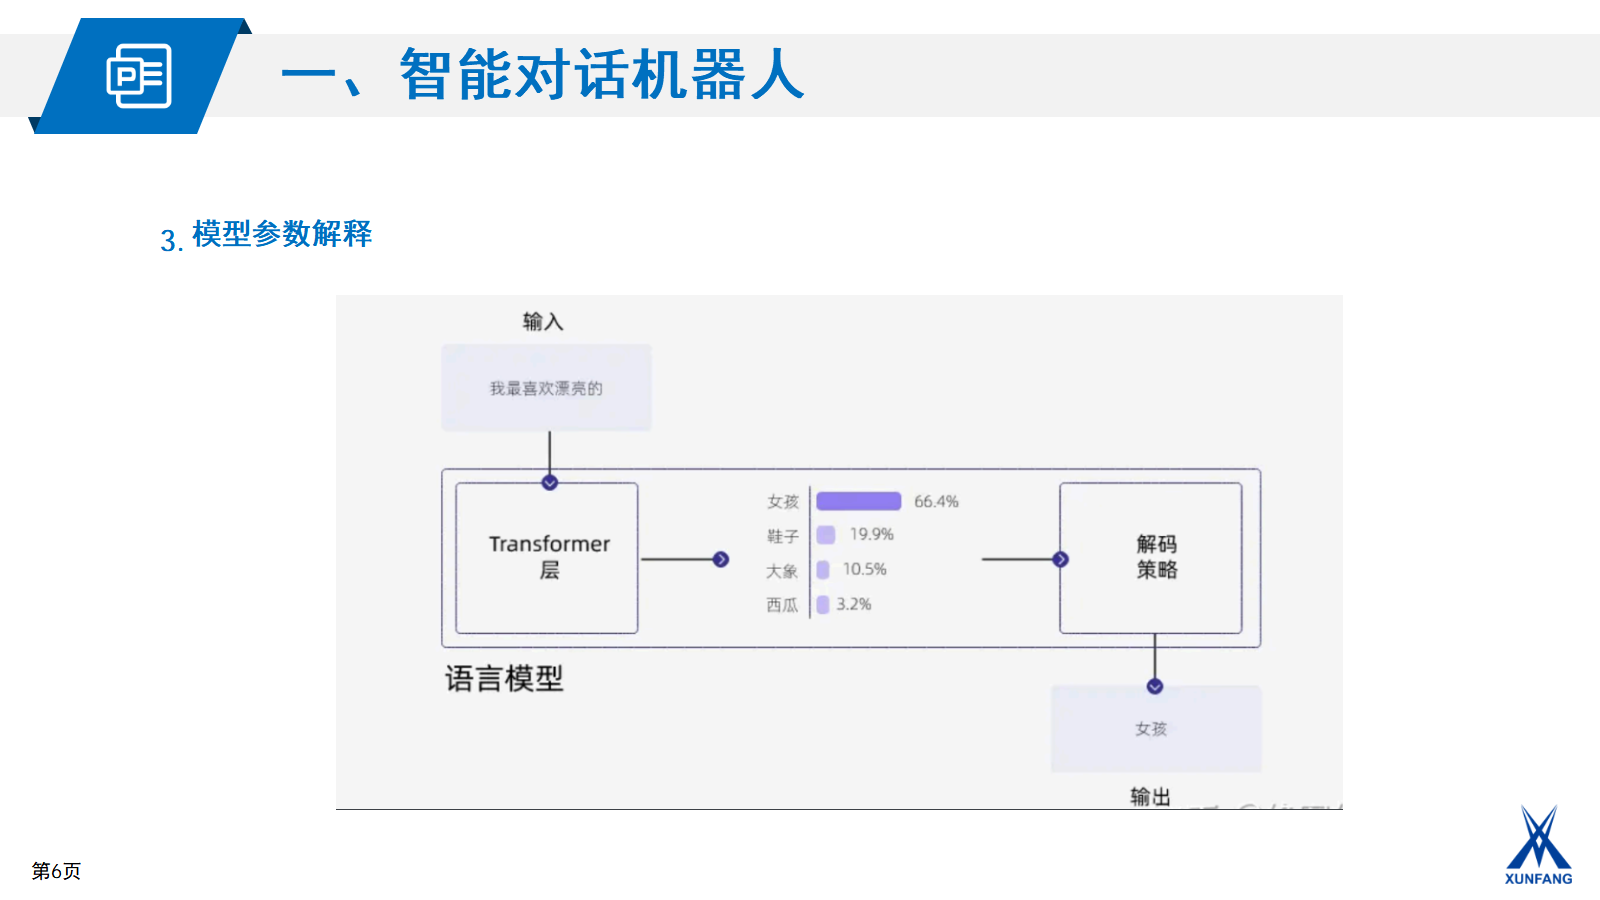 一、智能对话机器人
3. 模型参数解释
输入
我最喜欢漂亮的
Transformer
层
女孩 66.4%
鞋子 19.9%
大象 10.5%
西瓜 3.2%
解码
策略
语言模型
女孩
输出
第6页
XUNFANG